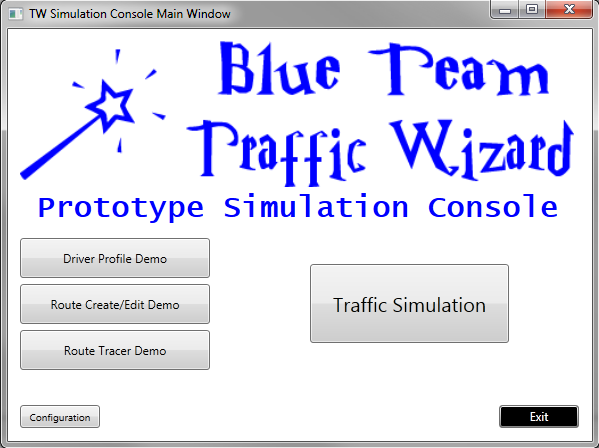 TW Simulation Console Main Window
Blue Team
Traffic Wizard
Prototype Simulation Console
Driver Profile Demo
Route Create/Edit Demo
Route Tracer Demo
Traffic Simulation
Configuration
Exit